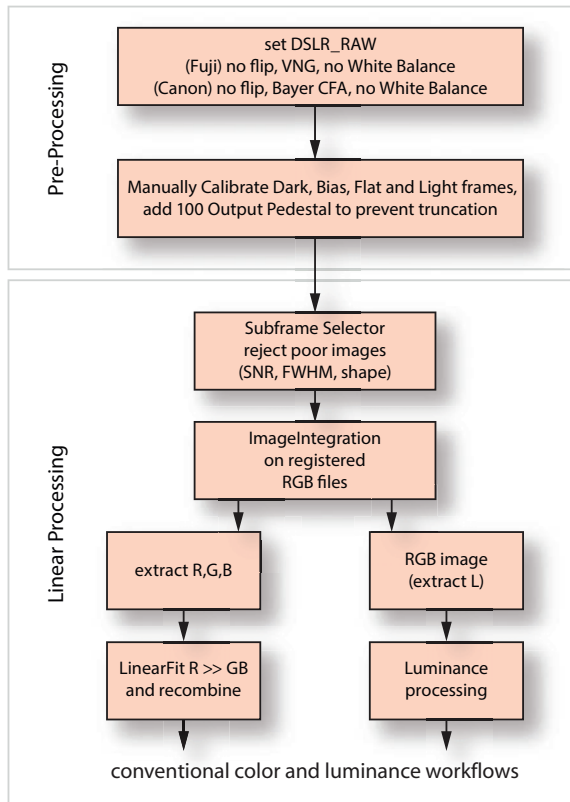 Pre-Processing
set DSLR_RAW
(Fuji) no flip, VNG, no White Balance
(Canon) no flip, Bayer CFA, no White Balance
Manually Calibrate Dark, Bias, Flat and Light frames,
add 100 Output Pedestal to prevent truncation
Linear Processing
Subframe Selector
reject poor images
(SNR, FWHM, shape)
ImageIntegration
on registered
RGB files
extract R,G,B
RGB image
(extract L)
LinearFit R >> GB
and recombine
Luminance
processing
conventional color and luminance workflows